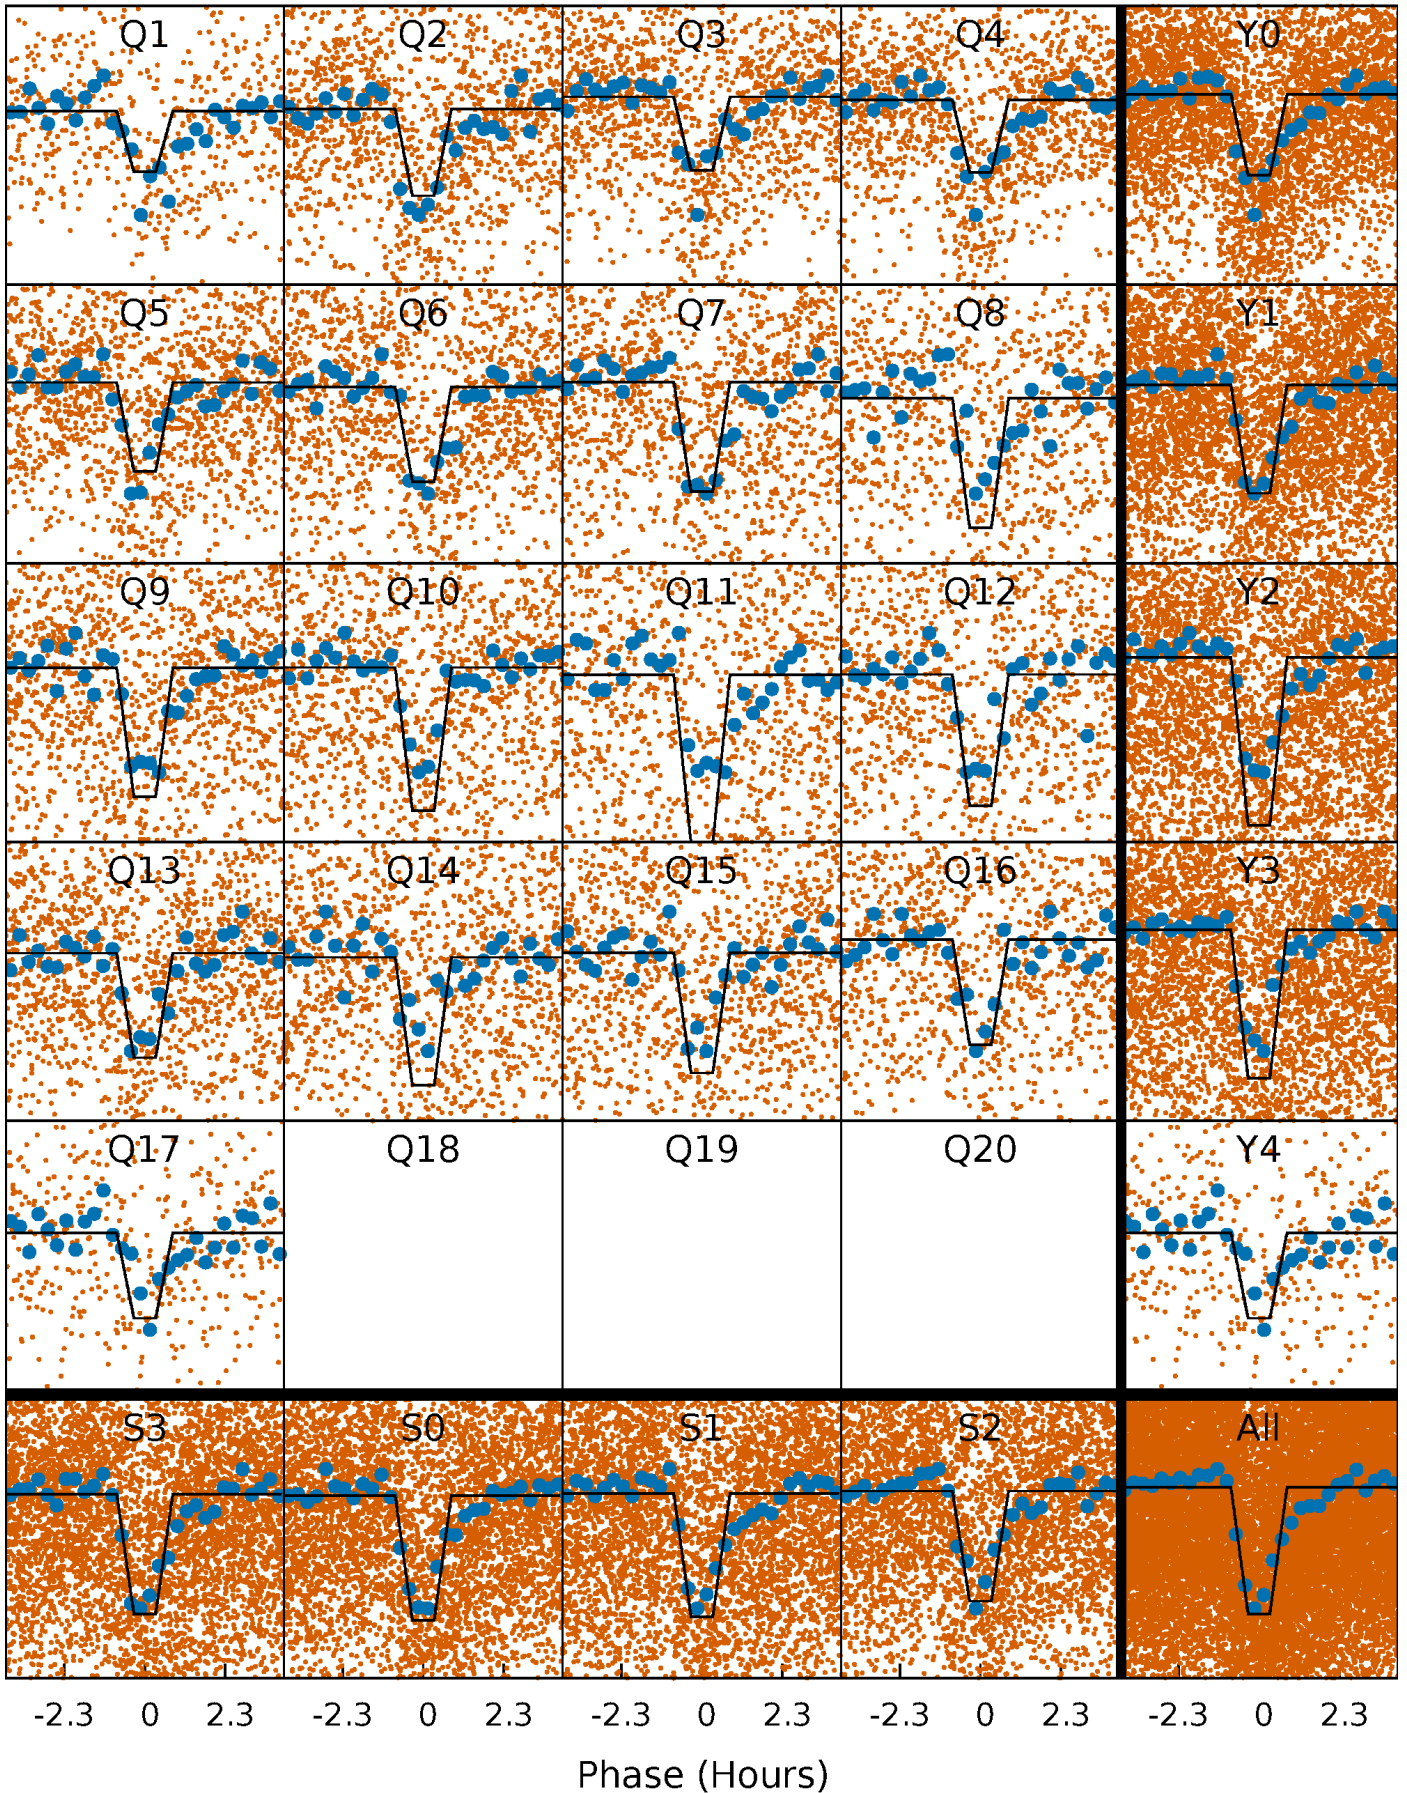 Q1 Q2 Q3 Q4 Y0
Q5 Q6 Q7 Q8 Y1
Q9 Q10 Q11 Q12 Y2
Q13 Q14 Q15 Q16 Y3
Q17 Q18 Q19 Q20 Y4
S3 S0 S1 S2 All
-2.3 0 2.3 -2.3 0 2.3 -2.3 0 2.3 -2.3 0 2.3 -2.3 0 2.3
Phase (Hours)